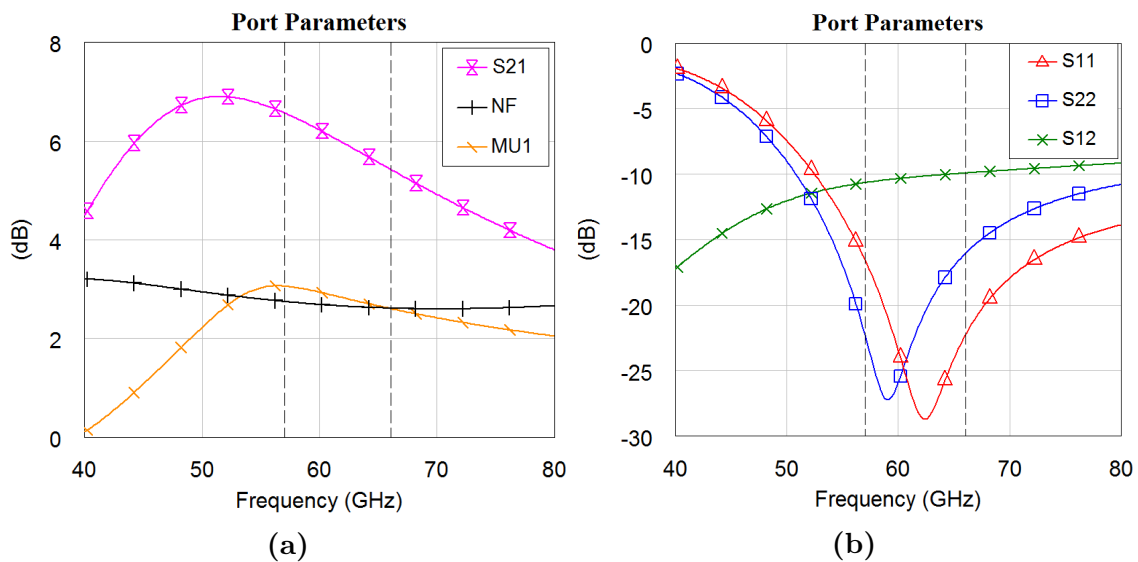 Port Parameters
8
6
4
2
0
(dB)
S21
NF
MU1
40
50
60
70
80
Frequency (GHz)
(a)
Port Parameters
0
-5
-10
-15
-20
-25
-30
(dB)
S11
S22
S12
40
50
60
70
80
Frequency (GHz)
(b)